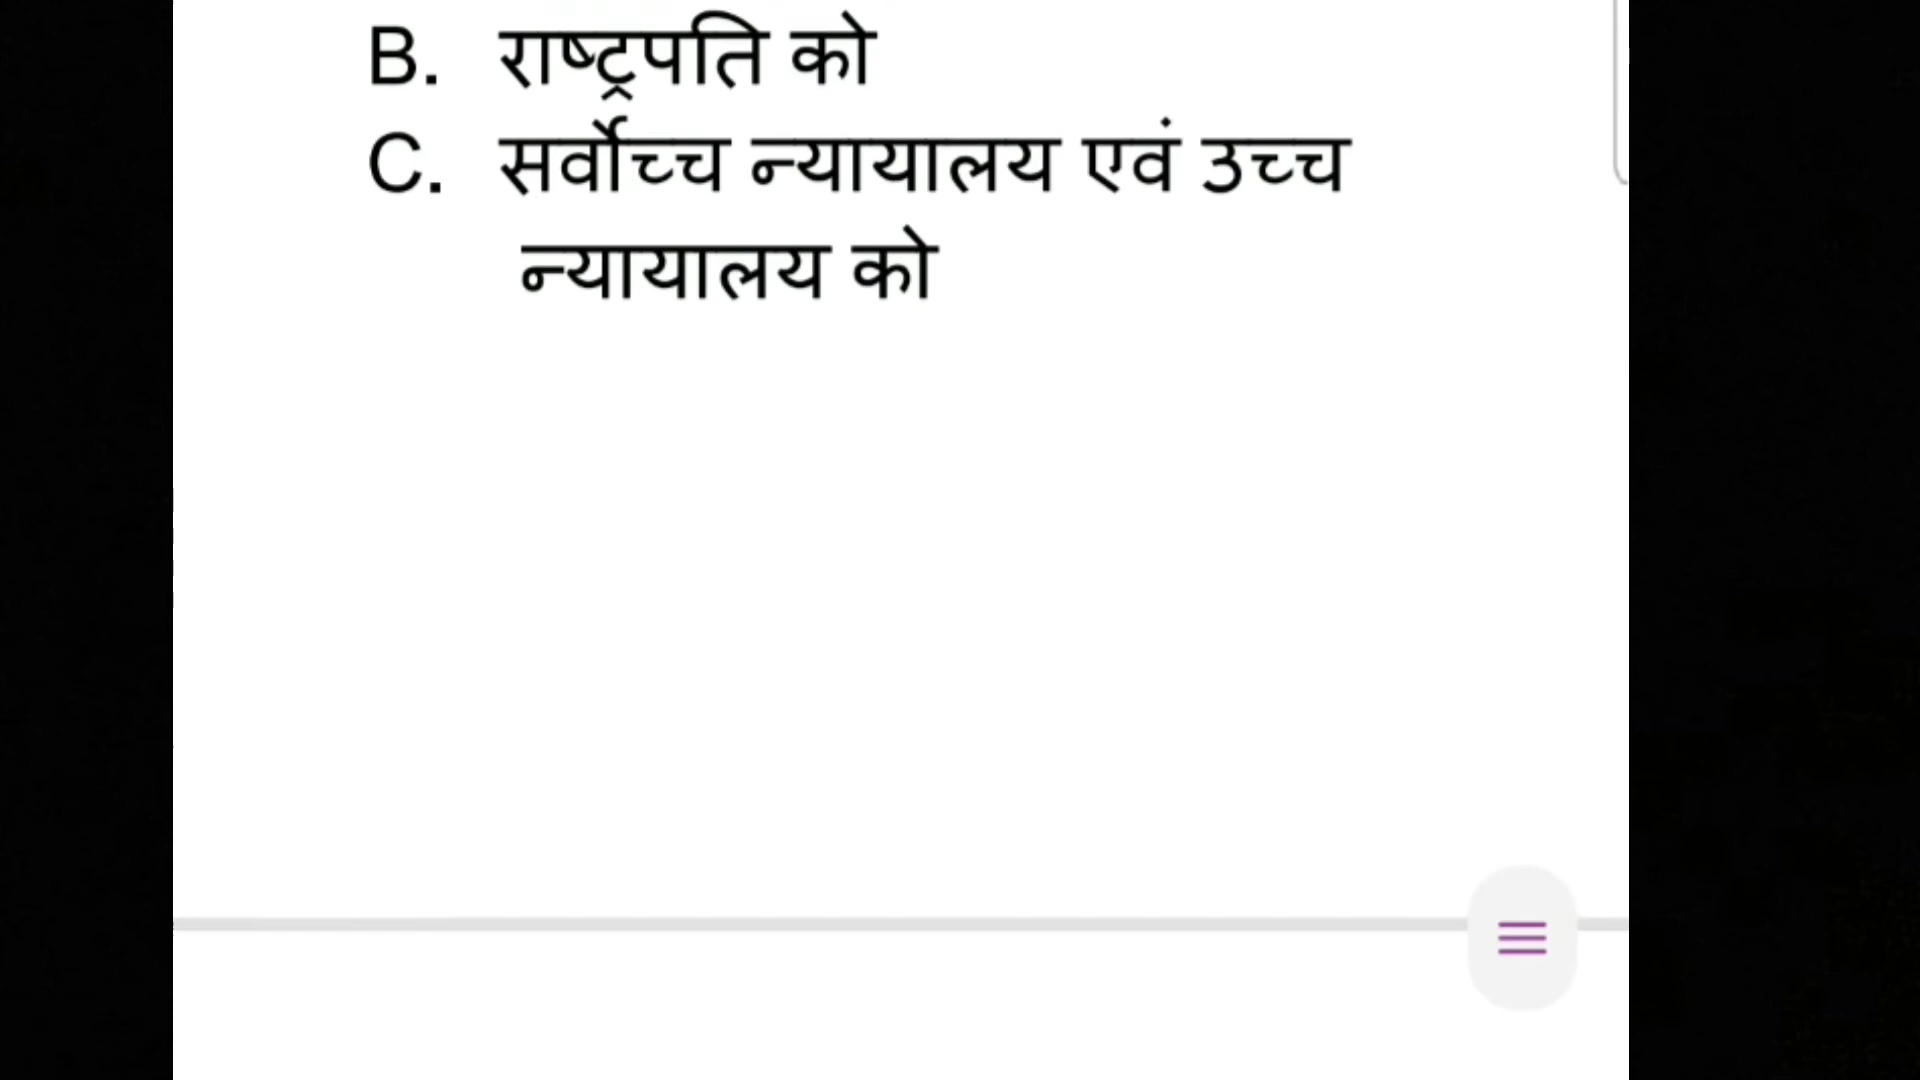 B. राष्ट्रपति को
C. सर्वोच्च न्यायालय एवं उच्च
न्यायालय को